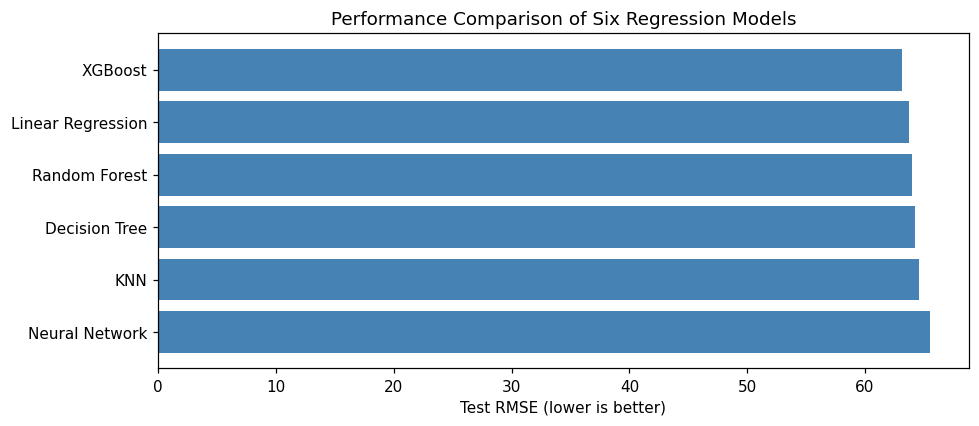 Performance Comparison of Six Regression Models
XGBoost
Linear Regression
Random Forest
Decision Tree
KNN
Neural Network
0 10 20 30 40 50 60
Test RMSE (lower is better)